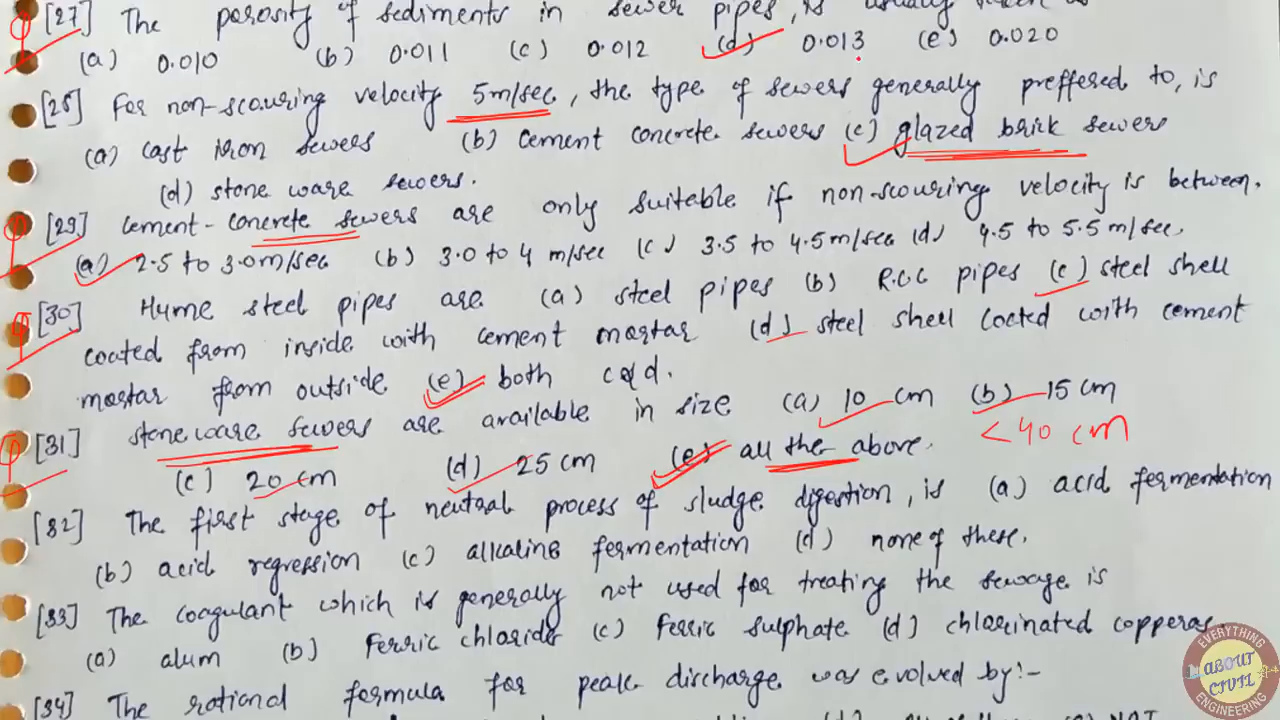 [27] The porosity of sediments in sewer pipes, is usually taken as
(a) 0.010 (b) 0.011 (c) 0.012 (d) 0.013 (e) 0.020
[28] For non-scouring velocity 5m/sec, the type of sewers generally preffered to, is
(a) cast iron sewers (b) cement concrete sewers (c) glazed brick sewers
(d) stone ware sewers.
[29] cement-concrete sewers are only suitable if non-scouring velocity is between.
(a) 2.5 to 3.0m/sec (b) 3.0 to 4 m/sec (c) 3.5 to 4.5m/sec (d) 4.5 to 5.5 m/sec.
[30] Hume steel pipes are (a) steel pipes (b) R.C.C pipes (c) steel shell
coated from inside with cement mortar (d) steel shell coated with cement
mortar from outside (e) both c&d.
[31] stoneware sewers are available in size (a) 10 cm (b) 15 cm
<40 cm
(c) 20 cm (d) 25 cm (e) all the above.
[32] The first stage of neutral process of sludge digestion, is (a) acid fermentation
(b) acid regression (c) alkaline fermentation (d) none of these.
[33] The coagulant which is generally not used for treating the sewage is
(a) alum (b) Ferric chloride (c) Ferric sulphate (d) chlorinated copperas.
[34] The rational formula for peak discharge was evolved by:-
EVERYTHING
ABOUT
CIVIL
ENGINEERING